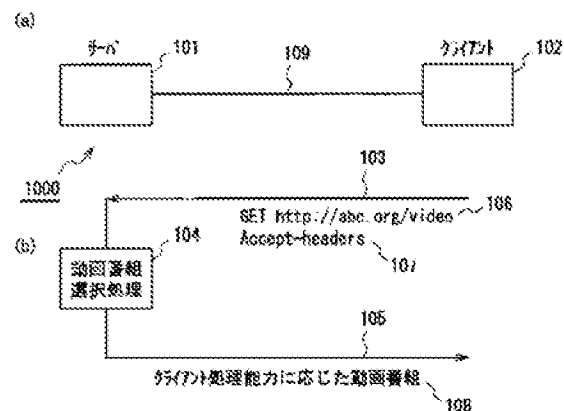 (a)
サーバ
101
109
クライアント
102
1000
103
GET http://abc.org/video
106
Accept-headers
107
(b)
104
動画番組
選択処理
105
クライアント処理能力に応じた動画番組
108